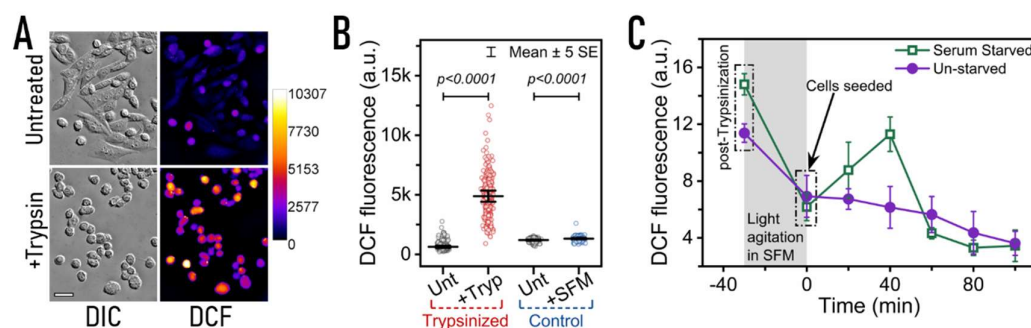 A
Untreated
+Trypsin
DIC
DCF
10307
7730
5153
2577
0
B
DCF fluorescence (a.u.)
15k
10k
5k
0
Mean ± 5 SE
p<0.0001
p<0.0001
Unt
+Tryp
Unt
+SFM
Trypsinized
Control
C
DCF fluorescence (a.u.)
16
12
8
4
Serum Starved
Un-starved
Cells seeded
post-Trypsinization
Light
agitation
in SFM
-40
0
40
80
Time (min)